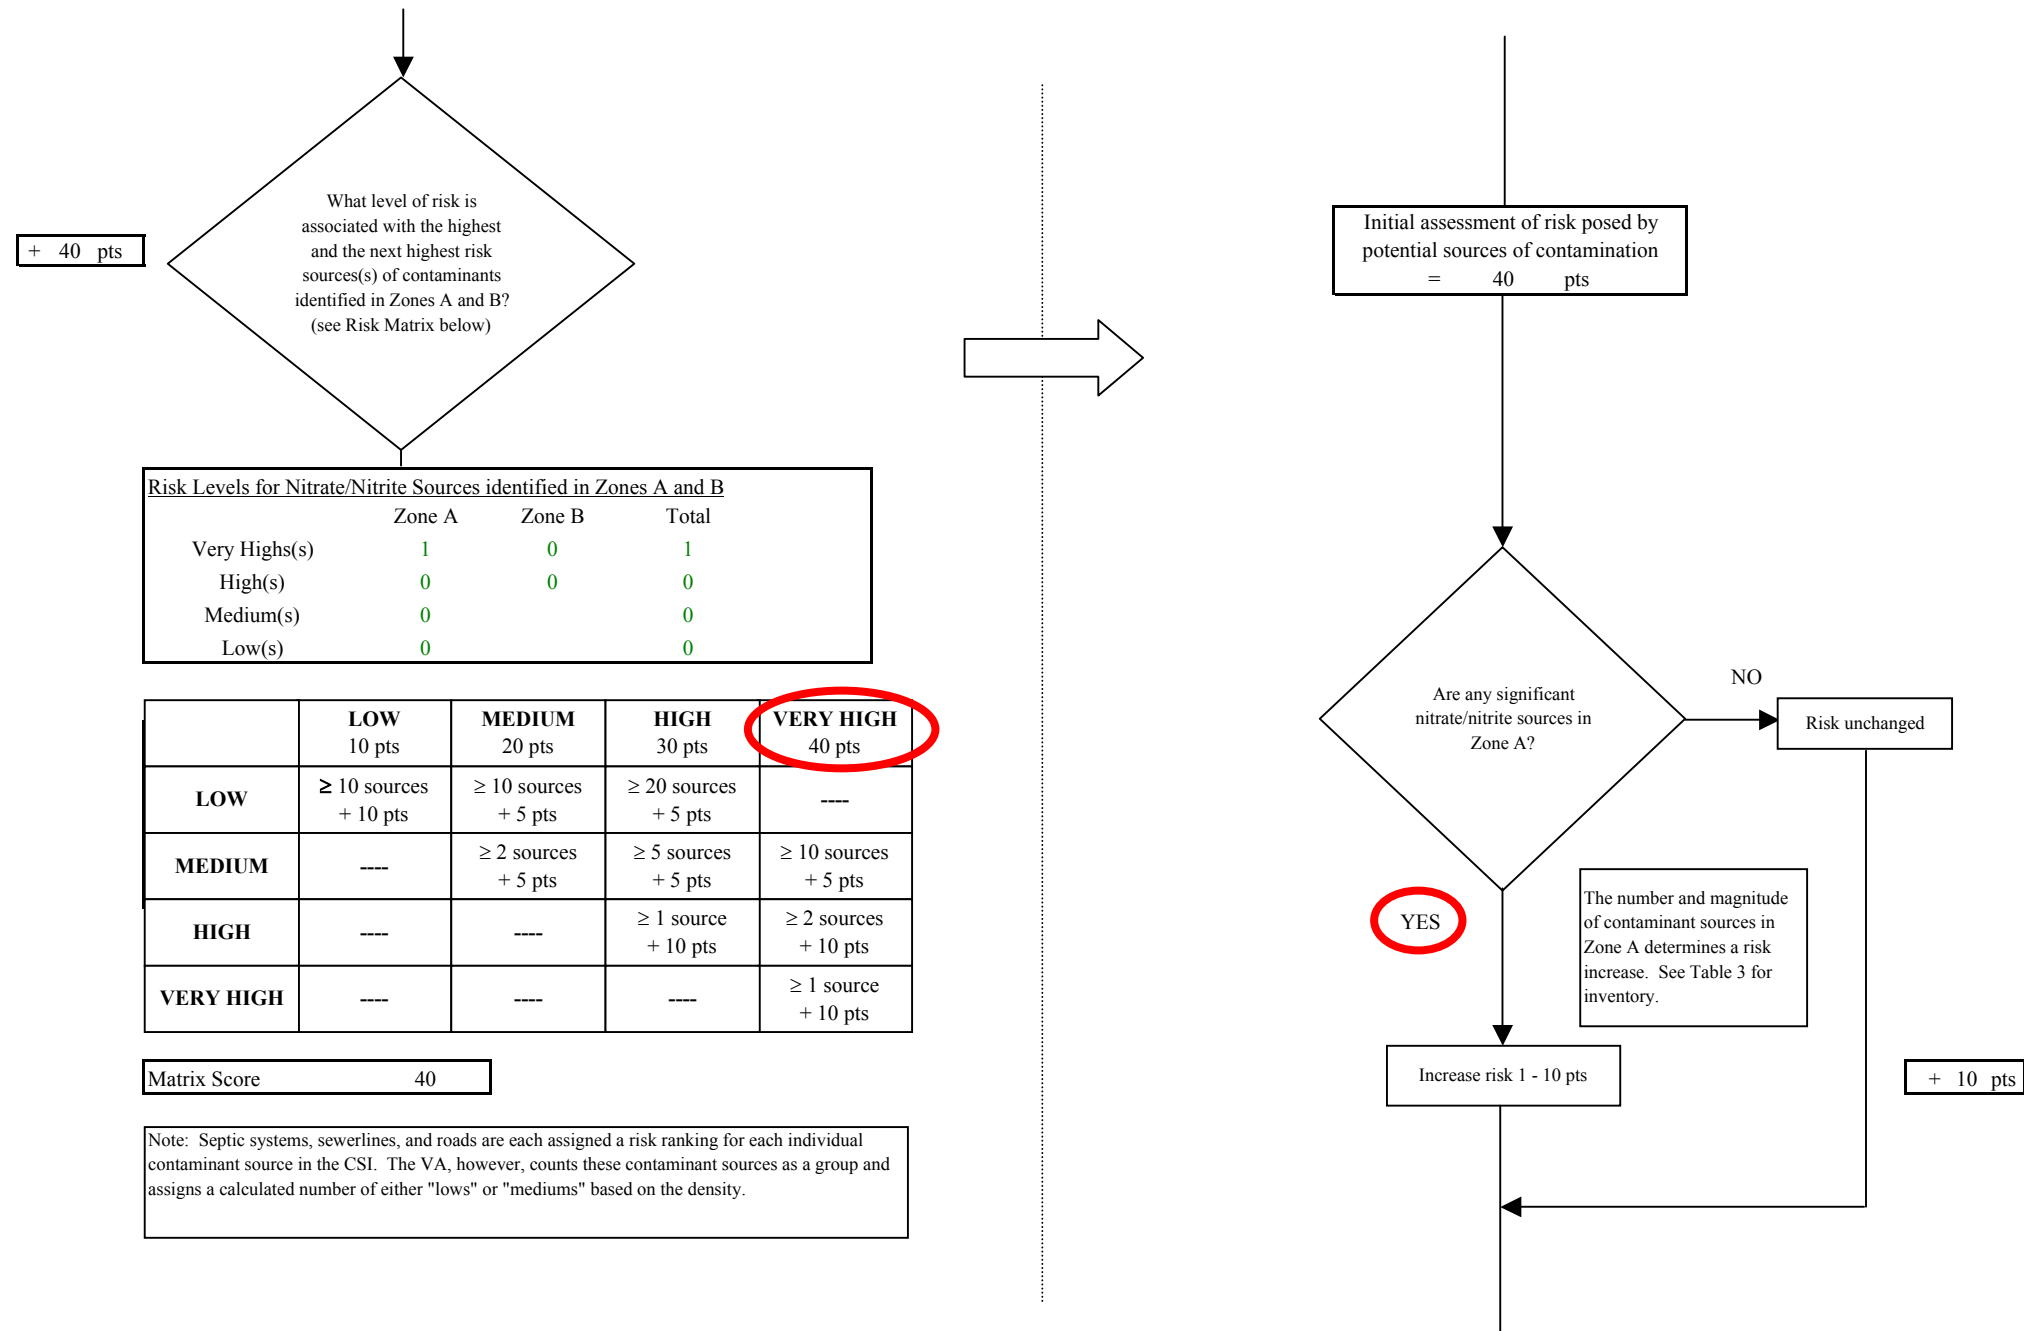 + 40 pts
What level of risk is
associated with the highest
and the next highest risk
sources(s) of contaminants
identified in Zones A and B?
(see Risk Matrix below)
Risk Levels for Nitrate/Nitrite Sources identified in Zones A and B
Zone A Zone B Total
Very Highs(s) 1 0 1
High(s) 0 0 0
Medium(s) 0 0
Low(s) 0 0
LOW MEDIUM HIGH VERY HIGH
10 pts 20 pts 30 pts 40 pts
LOW
≥ 10 sources ≥ 10 sources ≥ 20 sources ----
+ 10 pts + 5 pts + 5 pts
MEDIUM
---- ≥ 2 sources ≥ 5 sources ≥ 10 sources
+ 5 pts + 5 pts + 5 pts
HIGH
---- ---- ≥ 1 source ≥ 2 sources
+ 10 pts + 10 pts
VERY HIGH
---- ---- ---- ≥ 1 source
+ 10 pts
Matrix Score 40
Note: Septic systems, sewerlines, and roads are each assigned a risk ranking for each individual
contaminant source in the CSI. The VA, however, counts these contaminant sources as a group and
assigns a calculated number of either "lows" or "mediums" based on the density.
Initial assessment of risk posed by
potential sources of contamination
= 40 pts
Are any significant
nitrate/nitrite sources in
Zone A?
NO
Risk unchanged
YES
The number and magnitude
of contaminant sources in
Zone A determines a risk
increase. See Table 3 for
inventory.
Increase risk 1 - 10 pts
+ 10 pts